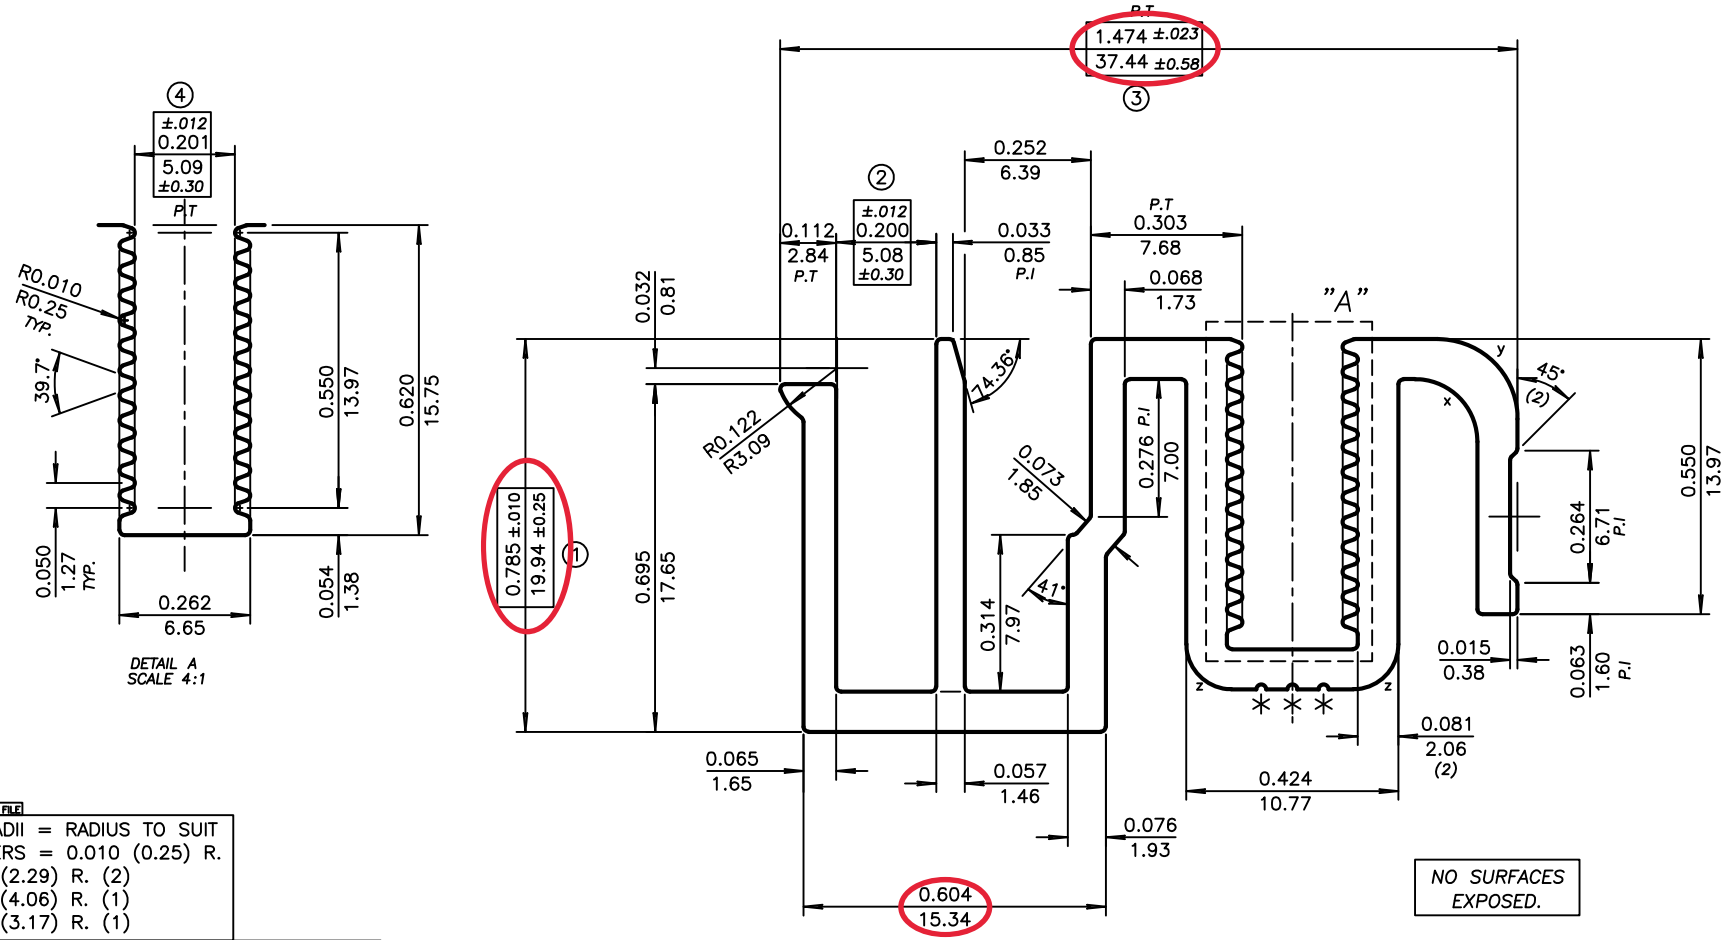 P.T
1.474 ±.023
37.44 ±0.58
3
4
±.012
0.201
5.09
±0.30
P.T
R0.010
R0.25
TYP.
39.7°
0.550
13.97
0.620
15.75
0.050
1.27
TYP.
0.054
1.38
0.262
6.65
DETAIL A
SCALE 4:1
2
±.012
0.200
5.08
±0.30
0.112
2.84
P.T
0.252
6.39
0.033
0.85
P.I
P.T
0.303
7.68
0.068
1.73
0.032
0.81
"A"
74.36°
R0.122
R3.09
0.785 ±.010
19.94 ±0.25
1
0.695
17.65
0.073
1.85
0.276 P.I
7.00
41°
0.314
7.97
y
x
45°
(2)
0.550
13.97
0.264
6.71
P.I
0.015
0.38
0.063
1.60
P.I
z
z
0.081
2.06
(2)
0.065
1.65
0.057
1.46
0.424
10.77
0.076
1.93
0.604
15.34
FILE
ADII = RADIUS TO SUIT
ERS = 0.010 (0.25) R.
(2.29) R. (2)
(4.06) R. (1)
(3.17) R. (1)
NO SURFACES
EXPOSED.